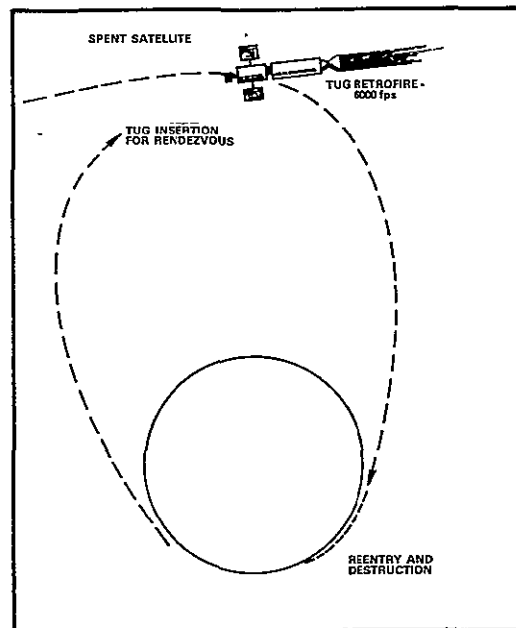 SPENT SATELLITE
TUG RETROFIRE -
6000 fps
TUG INSERTION
FOR RENDEZVOUS
REENTRY AND
DESTRUCTION